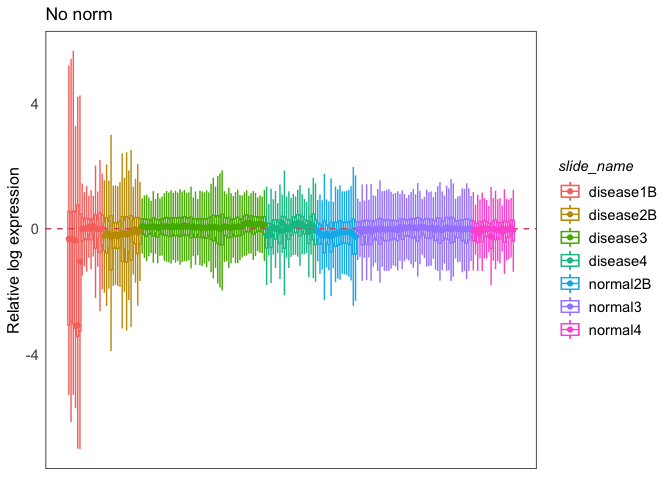 No norm
Relative log expression
4
0
-4
slide_name
disease1B
disease2B
disease3
disease4
normal2B
normal3
normal4